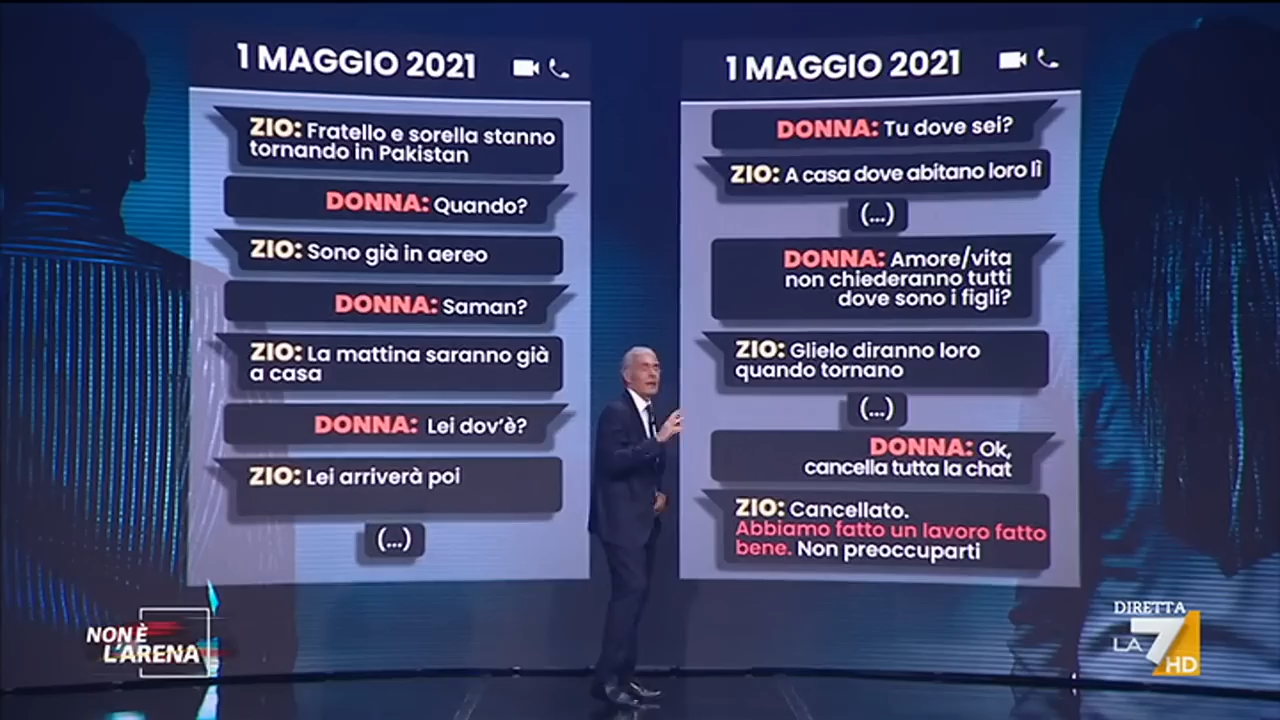 1 MAGGIO 2021
ZIO: Fratello e sorella stanno
tornando in Pakistan
DONNA: Quando?
ZIO: Sono già in aereo
DONNA: Saman?
ZIO: La mattina saranno già
a casa
DONNA: Lei dov'è?
ZIO: Lei arriverà poi
(...)
1 MAGGIO 2021
DONNA: Tu dove sei?
ZIO: A casa dove abitano loro lì
(...)
DONNA: Amore/vita
non chiederanno tutti
dove sono i figli?
ZIO: Glielo diranno loro
quando tornano
(...)
DONNA: Ok,
cancella tutta la chat
ZIO: Cancellato.
Abbiamo fatto un lavoro fatto
bene. Non preoccuparti
NON È
L'ARENA
DIRETTA
LA 7
HD